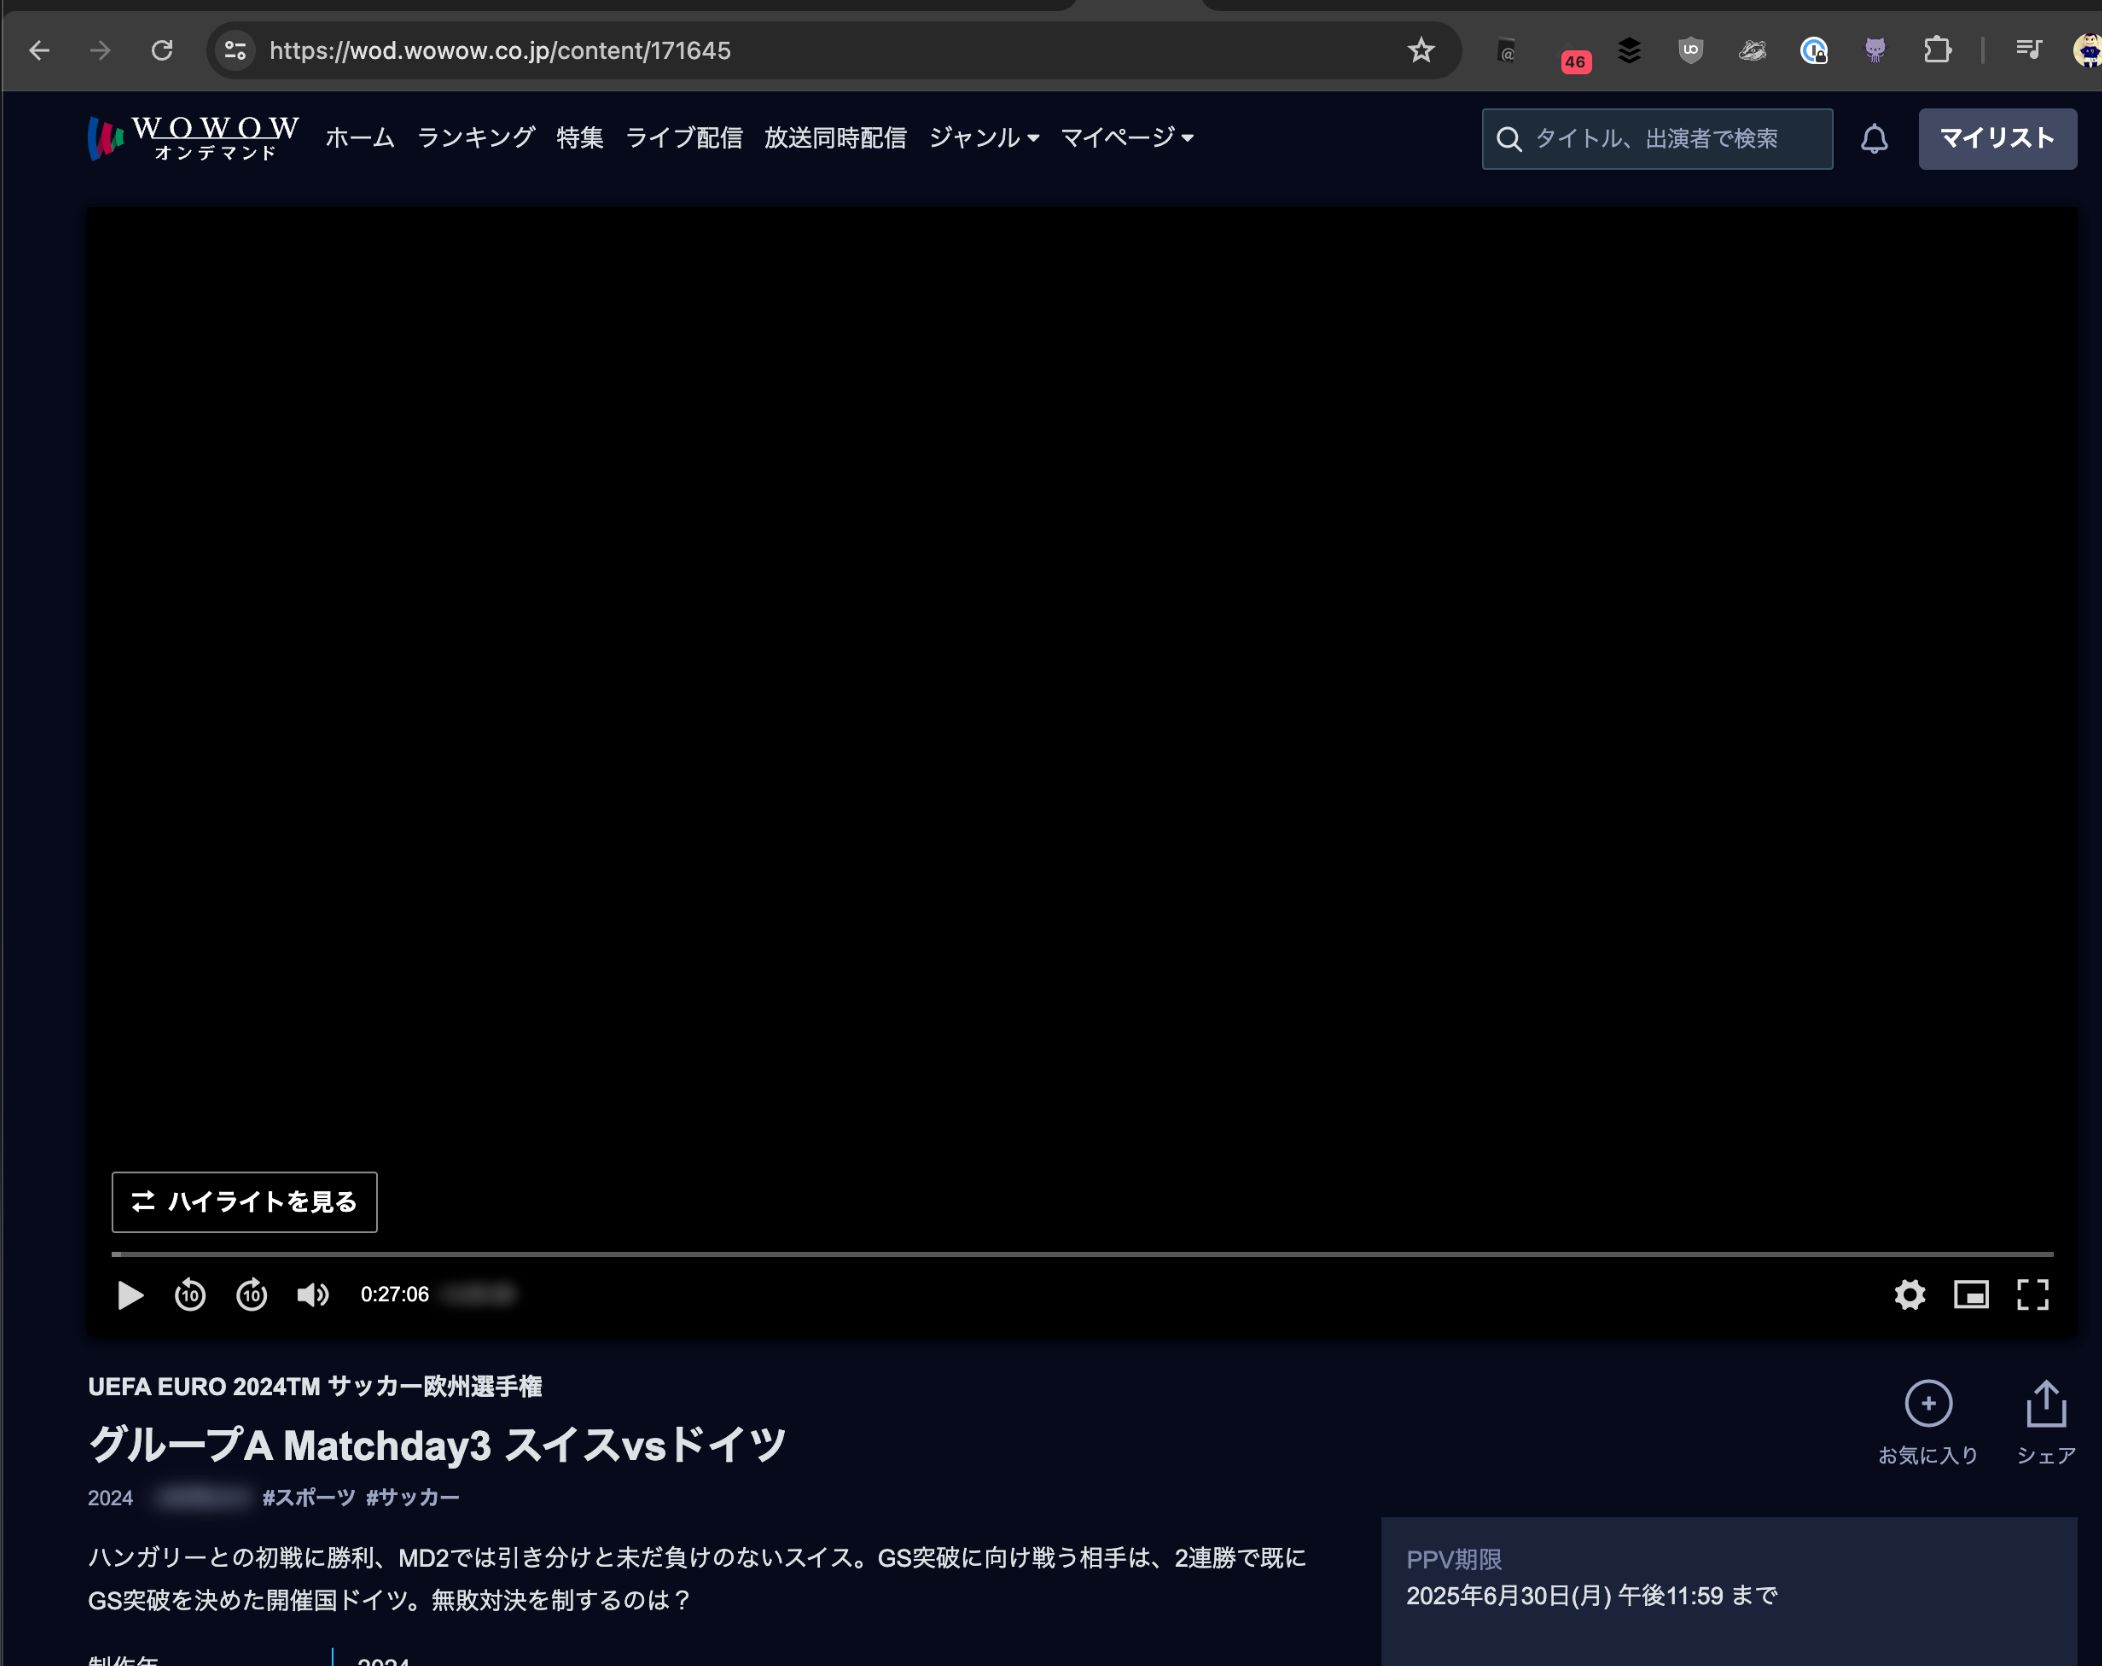 https://wod.wowow.co.jp/content/171645
46
WOWOW
オンデマンド
ホーム ランキング 特集 ライブ配信 放送同時配信 ジャンル マイページ
タイトル、出演者で検索
マイリスト
ハイライトを見る
10 10 0:27:06
UEFA EURO 2024TM サッカー欧州選手権
グループA Matchday3 スイスvsドイツ
お気に入り シェア
2024 #スポーツ #サッカー
ハンガリーとの初戦に勝利、MD2では引き分けと未だ負けのないスイス。GS突破に向け戦う相手は、2連勝で既に
GS突破を決めた開催国ドイツ。無敗対決を制するのは？
PPV期限
2025年6月30日(月) 午後11:59 まで
制作年 2024